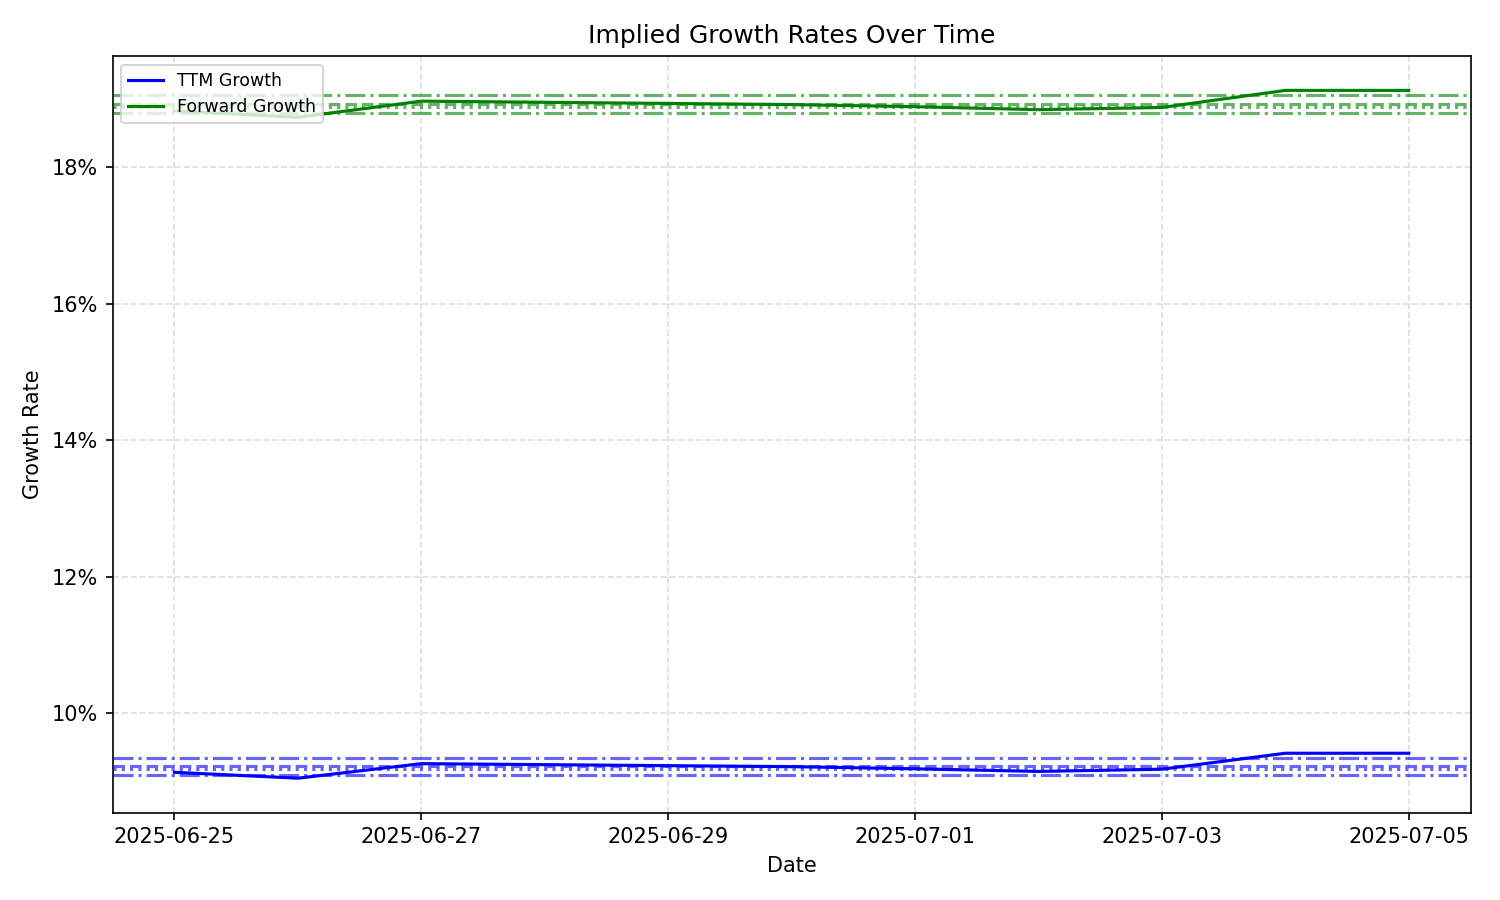 Implied Growth Rates Over Time
TTM Growth
Forward Growth
18%
16%
14%
12%
10%
Growth Rate
2025-06-25
2025-06-27
2025-06-29
2025-07-01
2025-07-03
2025-07-05
Date